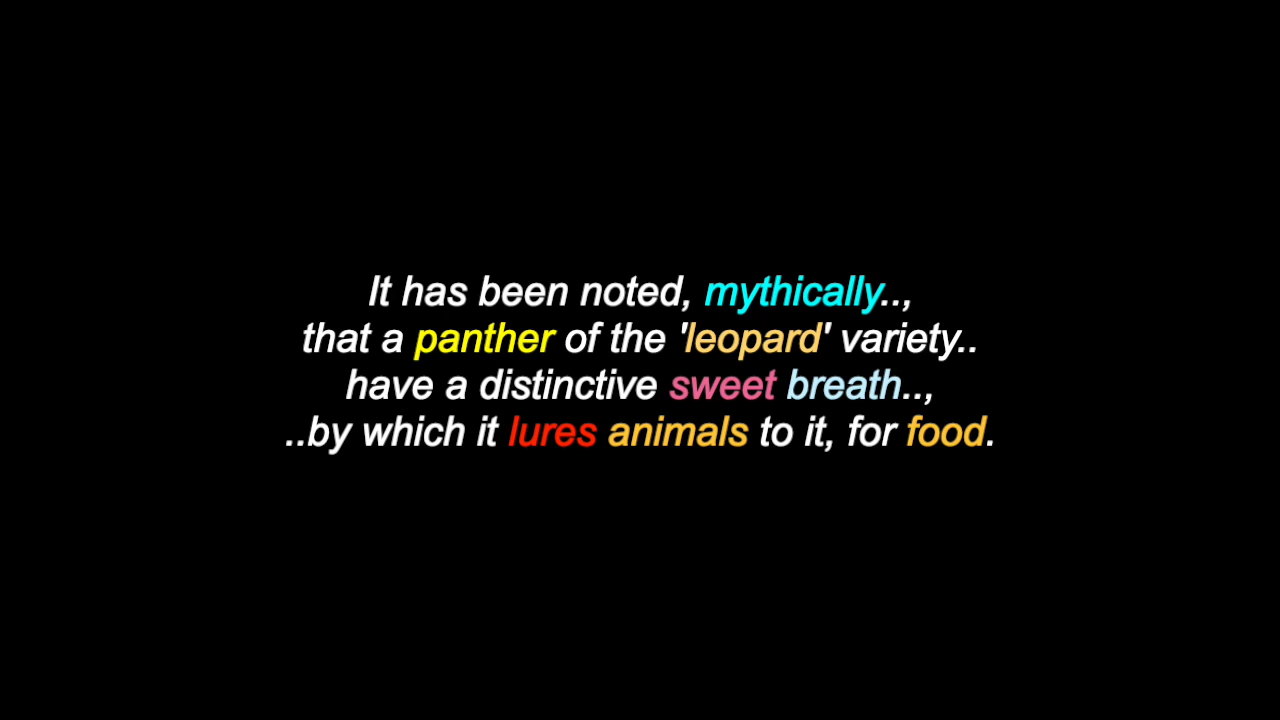 It has been noted, mythically..,
that a panther of the 'leopard' variety..
have a distinctive sweet breath..,
..by which it lures animals to it, for food.